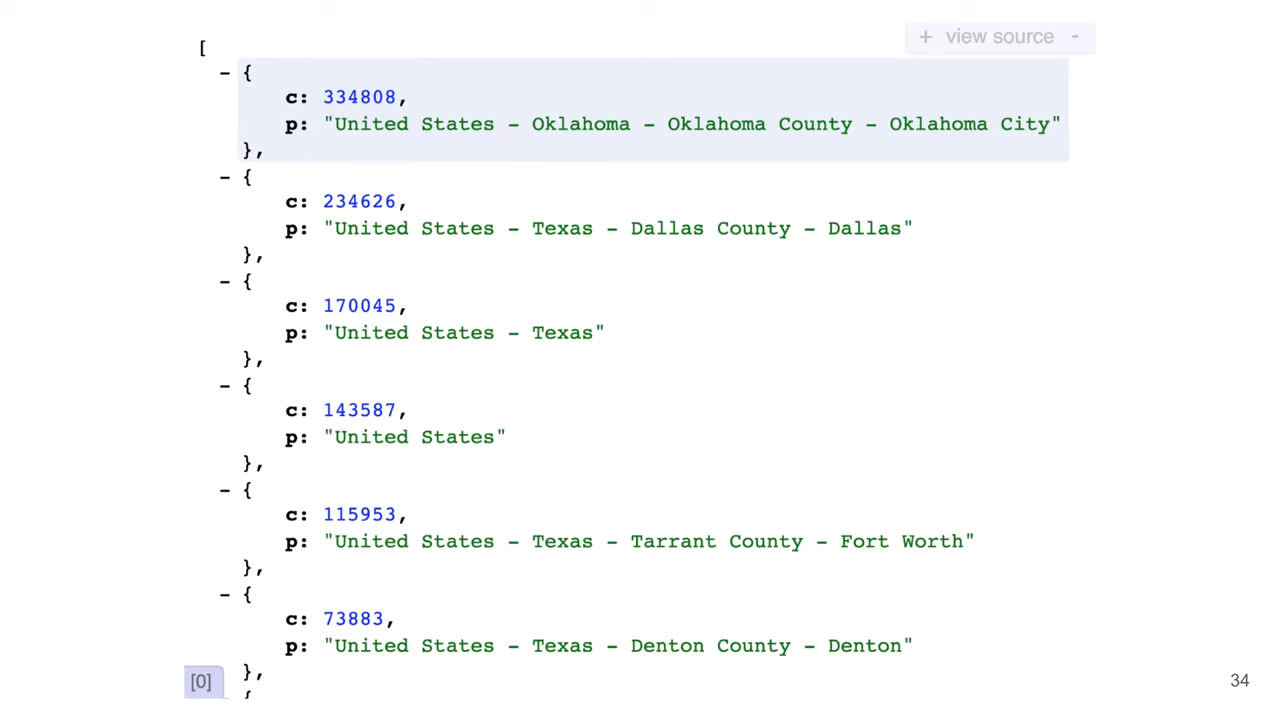 + view source -
[
- {
c: 334808,
p: "United States - Oklahoma - Oklahoma County - Oklahoma City"
},
- {
c: 234626,
p: "United States - Texas - Dallas County - Dallas"
},
- {
c: 170045,
p: "United States - Texas"
},
- {
c: 143587,
p: "United States"
},
- {
c: 115953,
p: "United States - Texas - Tarrant County - Fort Worth"
},
- {
c: 73883,
p: "United States - Texas - Denton County - Denton"
},
{
[0]
34